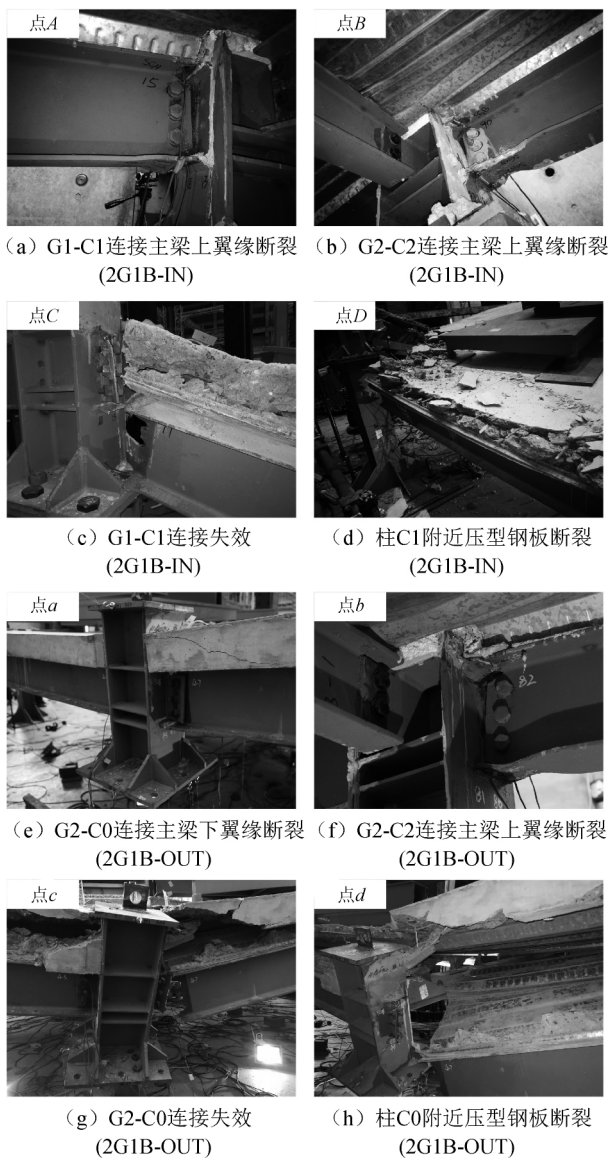 点A
点B
(a) G1-C1连接主梁上翼缘断裂
(2G1B-IN)
(b) G2-C2连接主梁上翼缘断裂
(2G1B-IN)
点C
点D
(c) G1-C1连接失效
(2G1B-IN)
(d) 柱C1附近压型钢板断裂
(2G1B-IN)
点a
点b
82
81
(e) G2-C0连接主梁下翼缘断裂
(2G1B-OUT)
(f) G2-C2连接主梁上翼缘断裂
(2G1B-OUT)
点c
点d
(g) G2-C0连接失效
(2G1B-OUT)
(h) 柱C0附近压型钢板断裂
(2G1B-OUT)